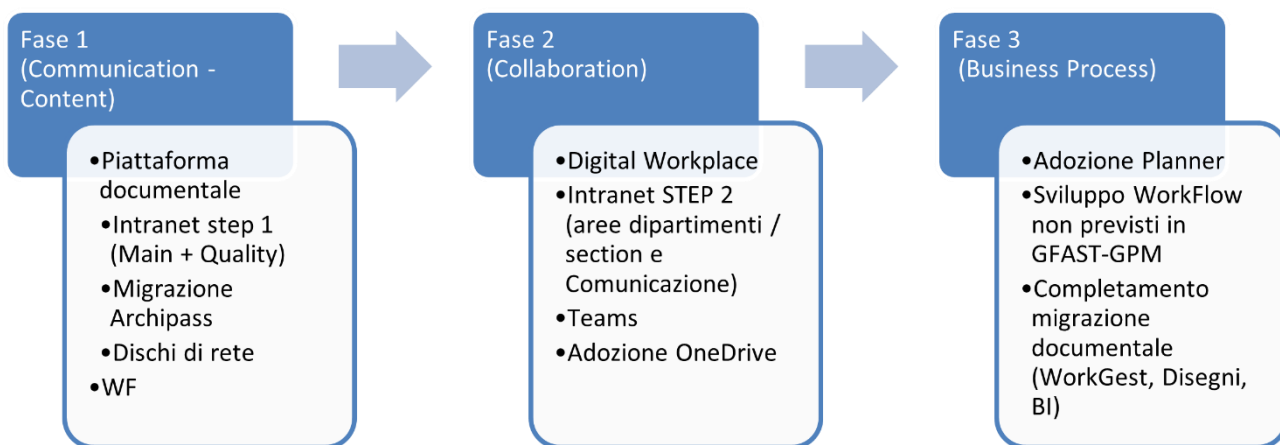 Fase 1
(Communication -
Content)
•Piattaforma
documentale
•Intranet step 1
(Main + Quality)
•Migrazione
Archipass
•Dischi di rete
•WF
Fase 2
(Collaboration)
•Digital Workplace
•Intranet STEP 2
(aree dipartimenti /
section e
Comunicazione)
•Teams
•Adozione OneDrive
Fase 3
(Business Process)
•Adozione Planner
•Sviluppo WorkFlow
non previsti in
GFAST-GPM
•Completamento
migrazione
documentale
(WorkGest, Disegni,
BI)